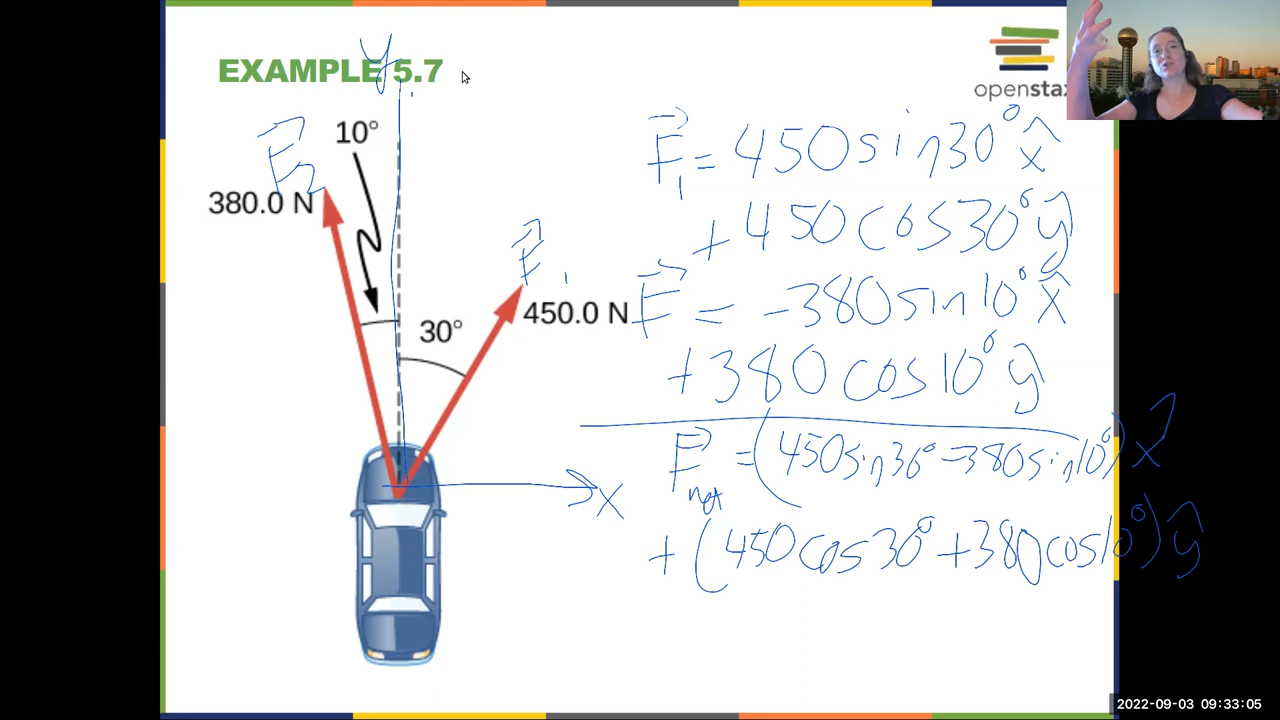 y
EXAMPLE 5.7
openstax
10°
F₂
380.0 N
F₁
450.0 N
30°
x
F₁ = 450 sin 30° x̂
+ 450 cos 30° ŷ
F = -380 sin 10° x̂
+ 380 cos 10° ŷ
F net = (450 sin 30° - 380 sin 10°) x̂
+ (450 cos 30° + 380 cos 10°) ŷ
2022-09-03 09:33:05